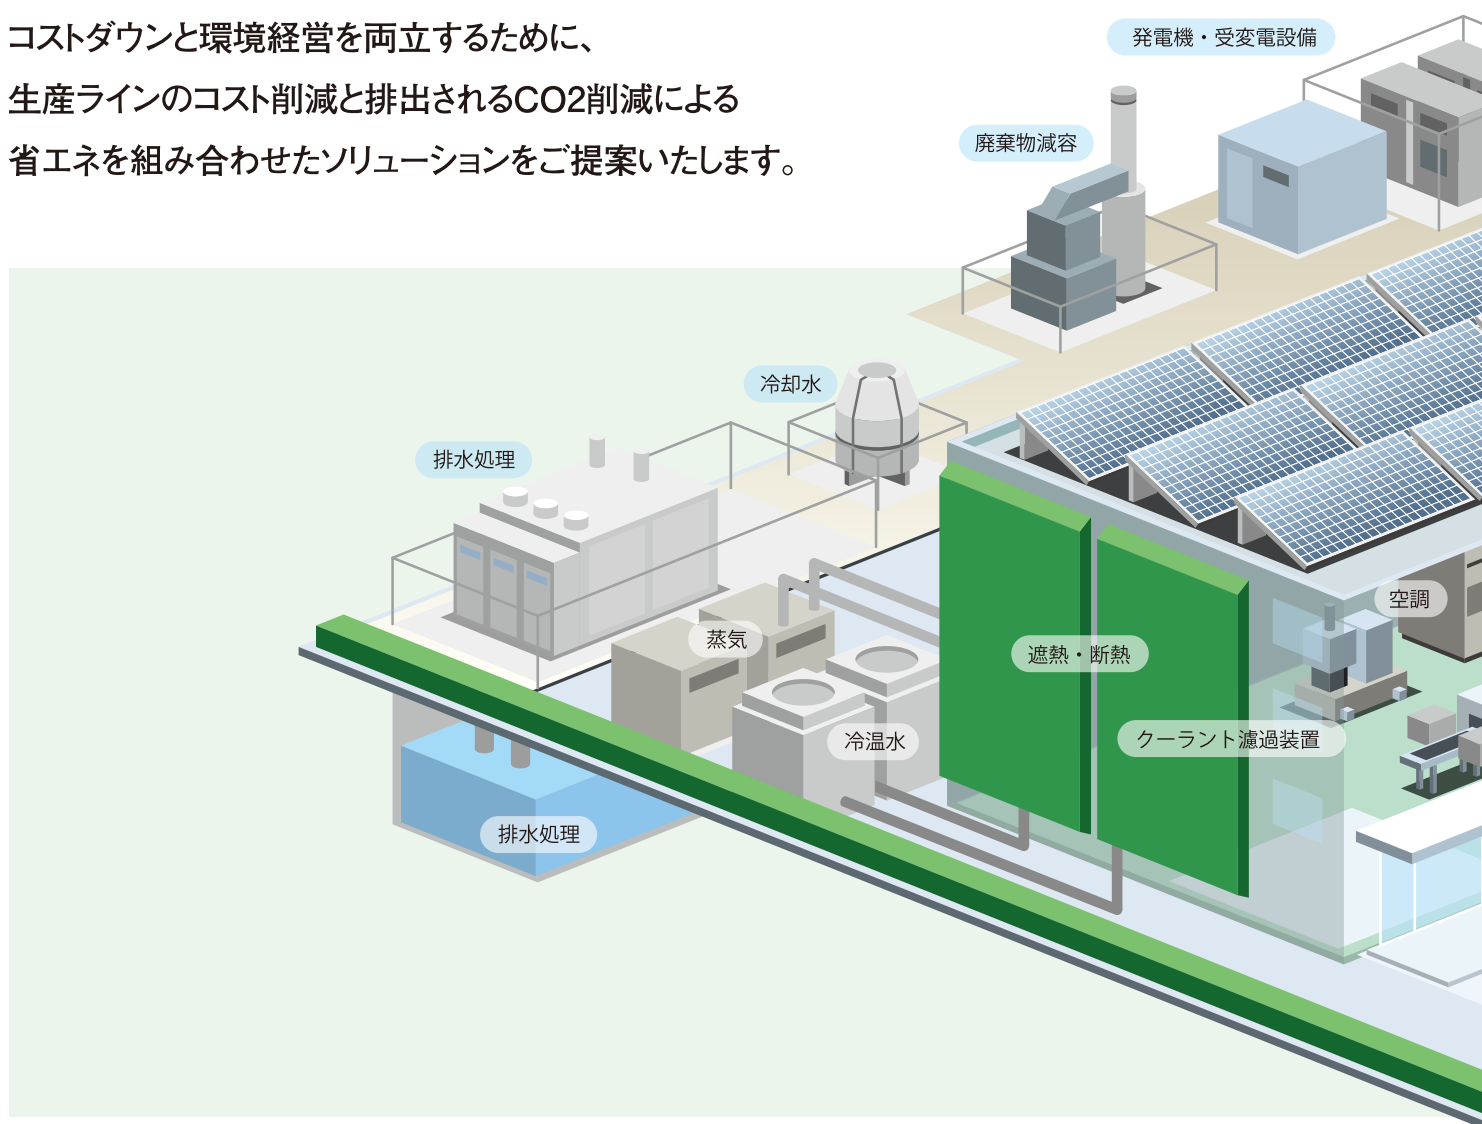 コストダウンと環境経営を両立するために、
生産ラインのコスト削減と排出されるCO2削減による
省エネを組み合わせたソリューションをご提案いたします。
発電機・受変電設備
廃棄物減容
冷却水
排水処理
空調
蒸気
遮熱・断熱
冷温水
クーラント濾過装置
排水処理